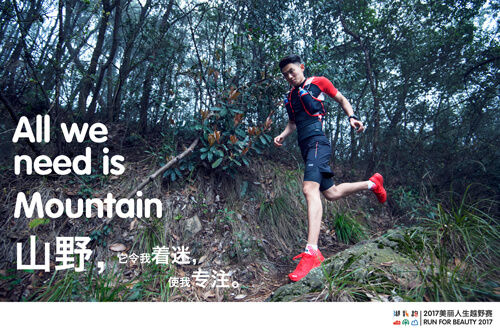 All we
need is
Mountain
山野，它令我着迷，
使我专注。
2017美丽人生越野赛
RUN FOR BEAUTY 2017